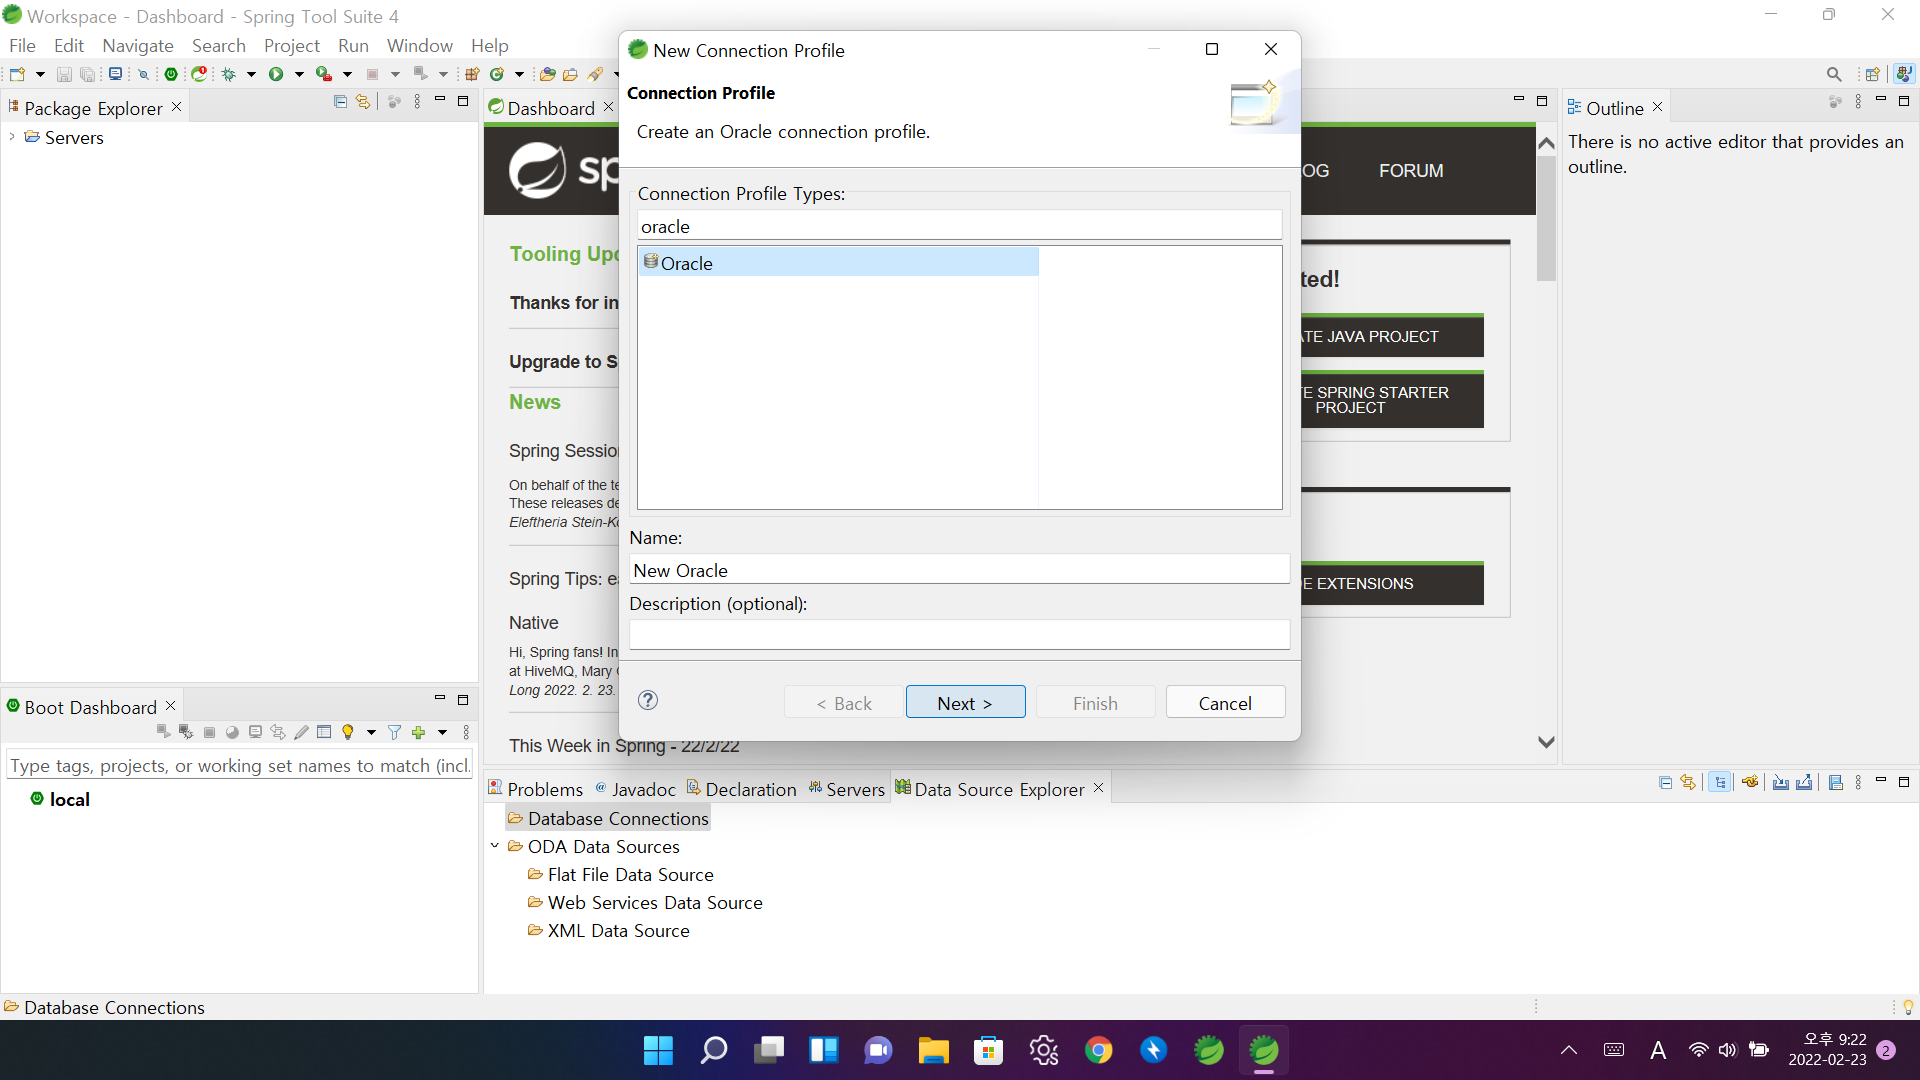 Workspace - Dashboard - Spring Tool Suite 4
File Edit Navigate Search Project Run Window Help
Package Explorer
Servers
Dashboard
OG
FORUM
Tooling
Thanks for in
Upgrade to S
News
Spring
On behalf of the
These releases
Eleftheria
Spring Tips:
Native
Hi, Spring fans! In
at HiveMQ, Mary
Long 2022. 2. 23.
This Week in Spring - 22/2/22
ted!
JAVA PROJECT
SPRING STARTER
PROJECT
EXTENSIONS
New Connection Profile
Connection Profile
Create an Oracle connection profile.
Connection Profile Types:
oracle
Oracle
Name:
New Oracle
Description (optional):
?
< Back
Next >
Finish
Cancel
Outline
There is no active editor that provides an
outline.
Boot Dashboard
Type tags, projects, or working set names to match (incl.
local
Problems @ Javadoc Declaration Servers Data Source Explorer
Database Connections
ODA Data Sources
Flat File Data Source
Web Services Data Source
XML Data Source
Database Connections
A
오후 9:22
2022-02-23
2